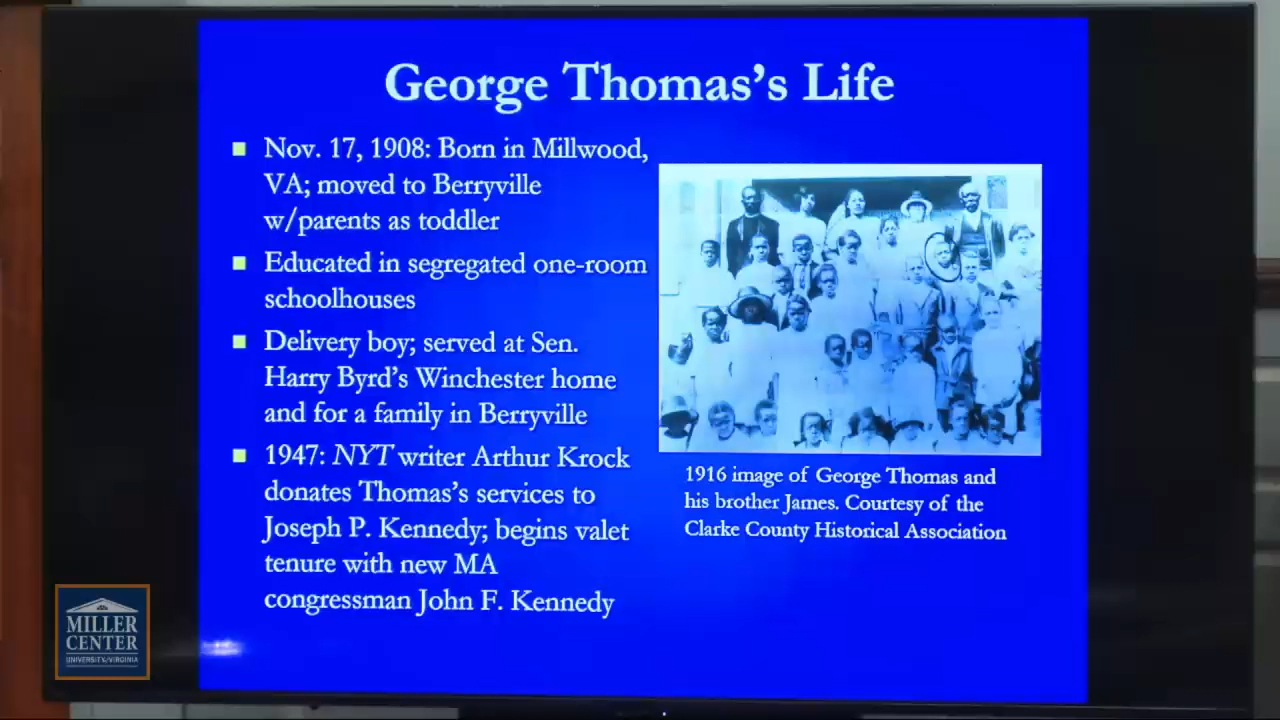 George Thomas's Life
Nov. 17, 1908: Born in Millwood,
VA; moved to Berryville
w/parents as toddler
Educated in segregated one-room
schoolhouses
Delivery boy; served at Sen.
Harry Byrd's Winchester home
and for a family in Berryville
1947: NYT writer Arthur Krock
donates Thomas's services to
Joseph P. Kennedy; begins valet
tenure with new MA
congressman John F. Kennedy
1916 image of George Thomas and
his brother James. Courtesy of the
Clarke County Historical Association
MILLER
CENTER
UNIVERSITY/VIRGINIA